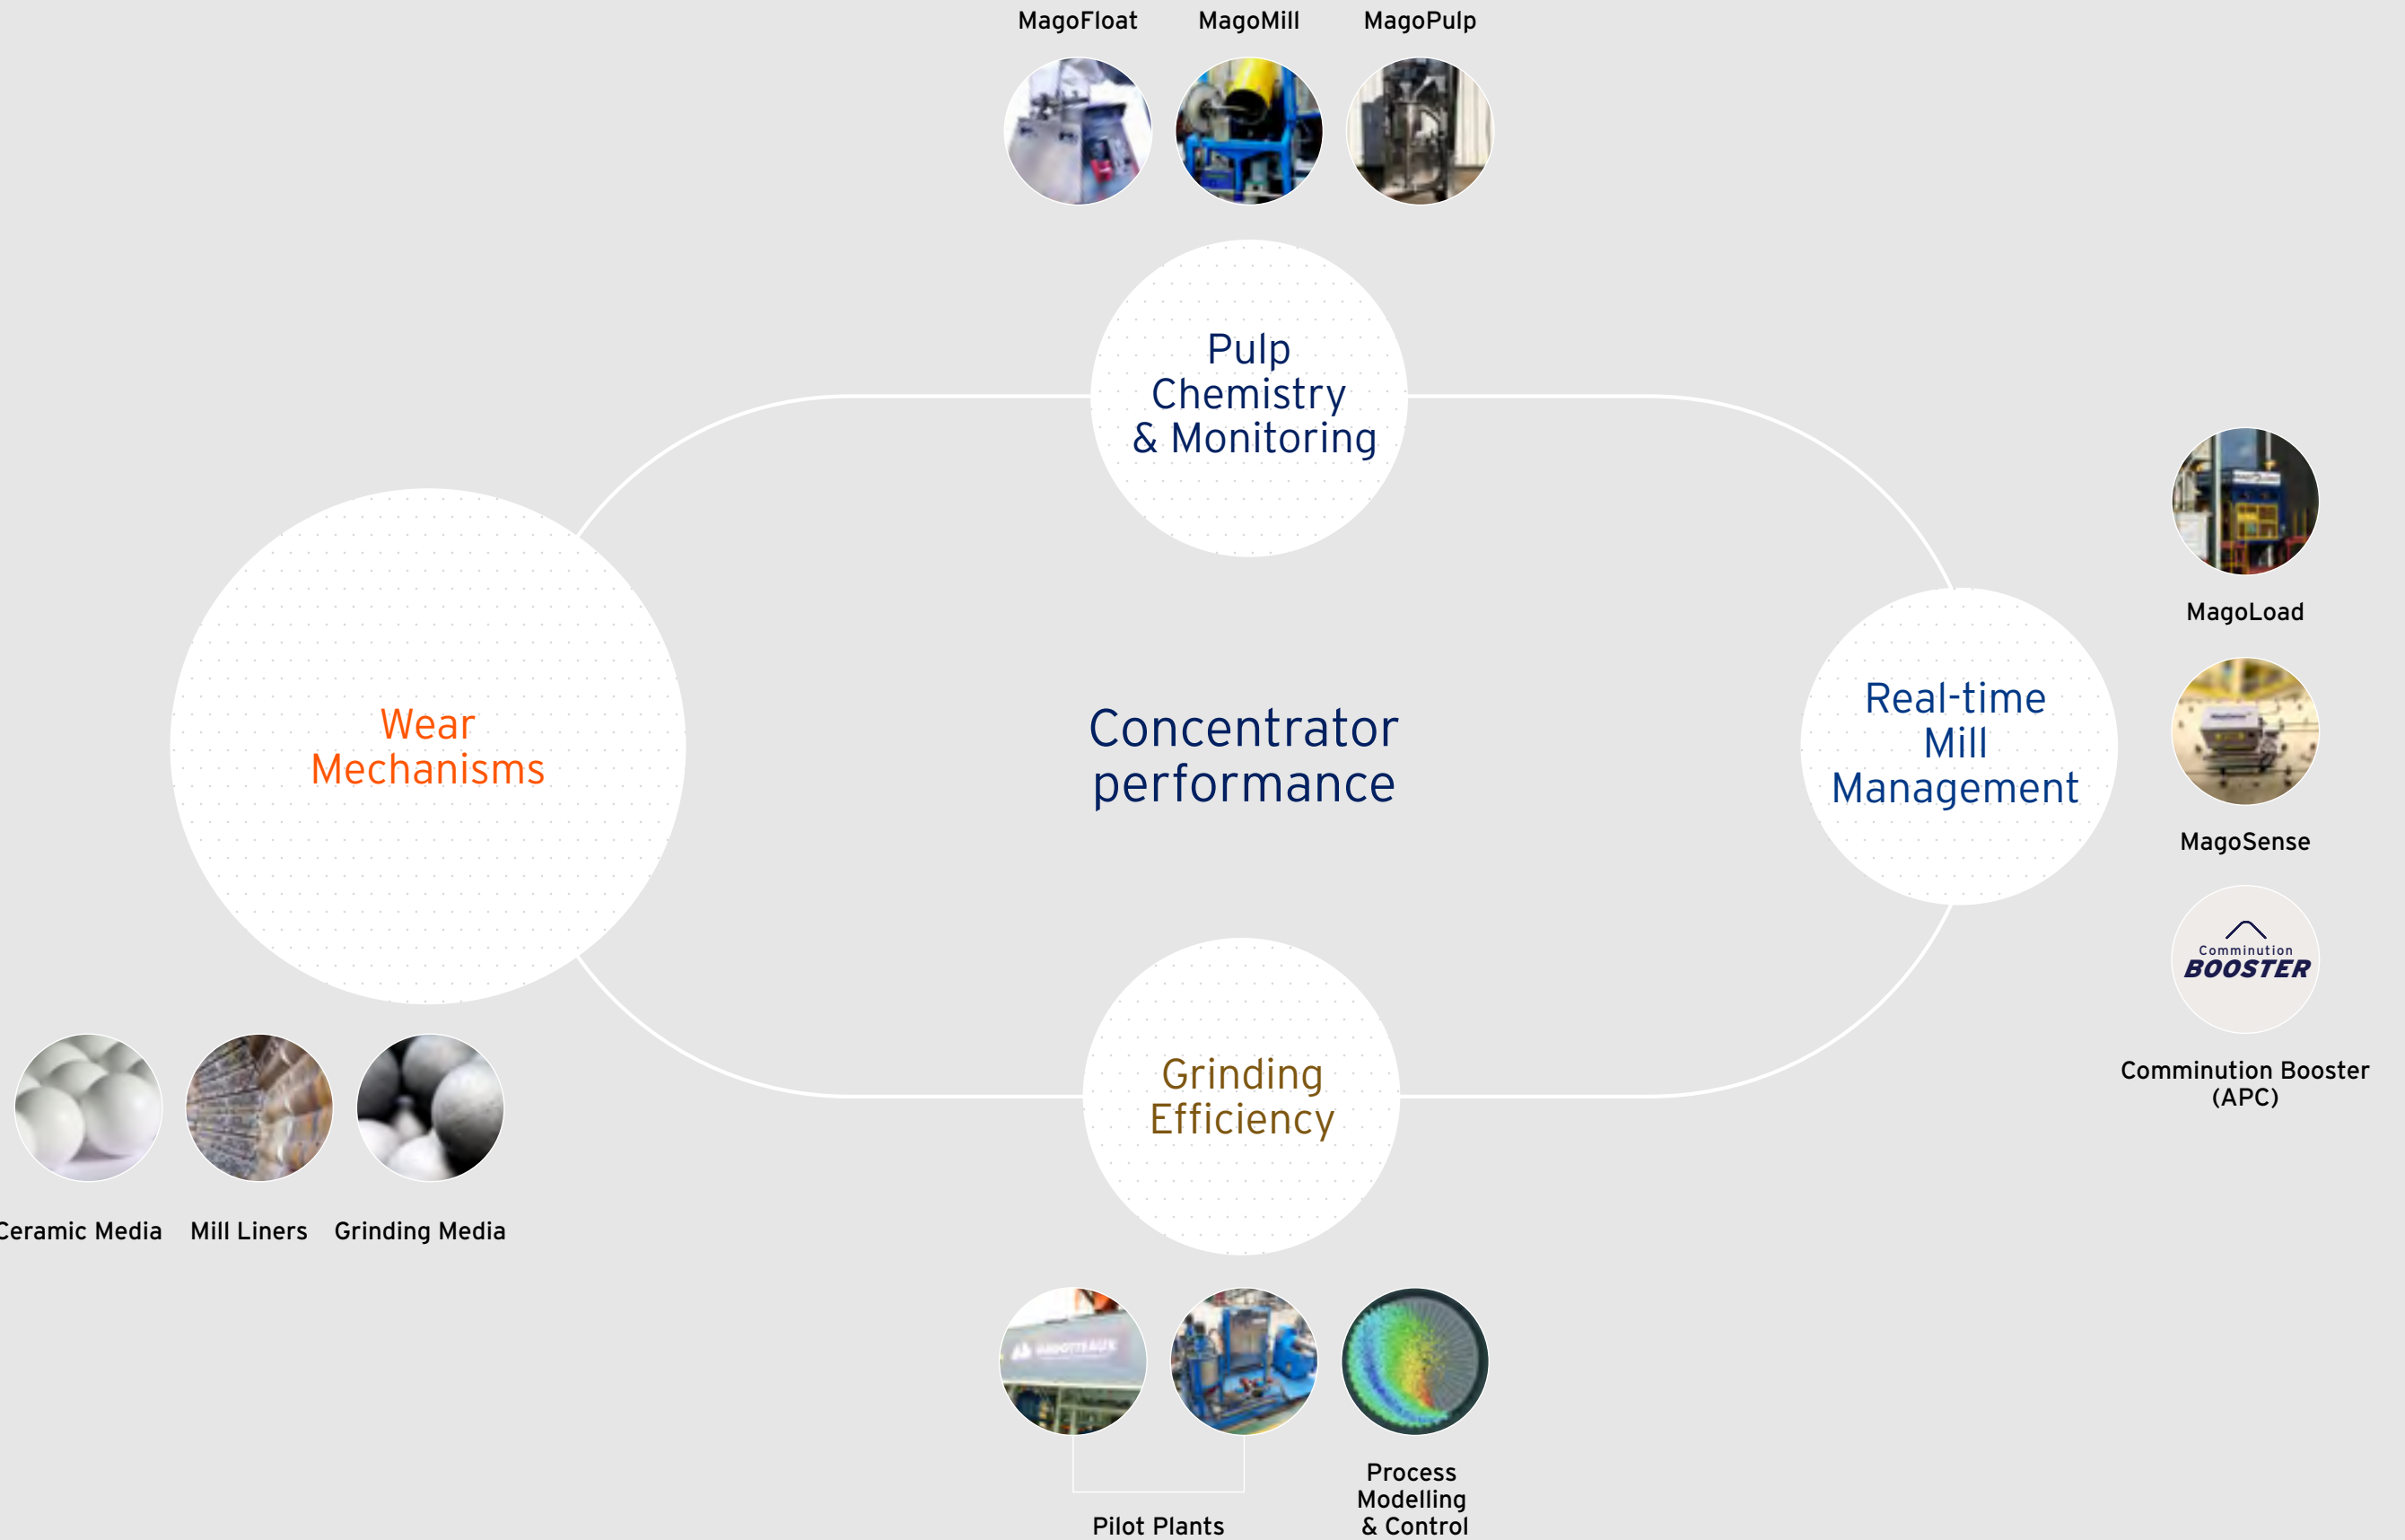 MagoFloat
MagoMill
MagoPulp
Pulp
Chemistry
& Monitoring
MagoLoad
Wear
Mechanisms
Concentrator
performance
Real-time
Mill
Management
MagoSense
Comminution
BOOSTER
Comminution Booster
(APC)
Grinding
Efficiency
Ceramic Media
Mill Liners
Grinding Media
MAGOTTEAUX
Process
Modelling
& Control
Pilot Plants